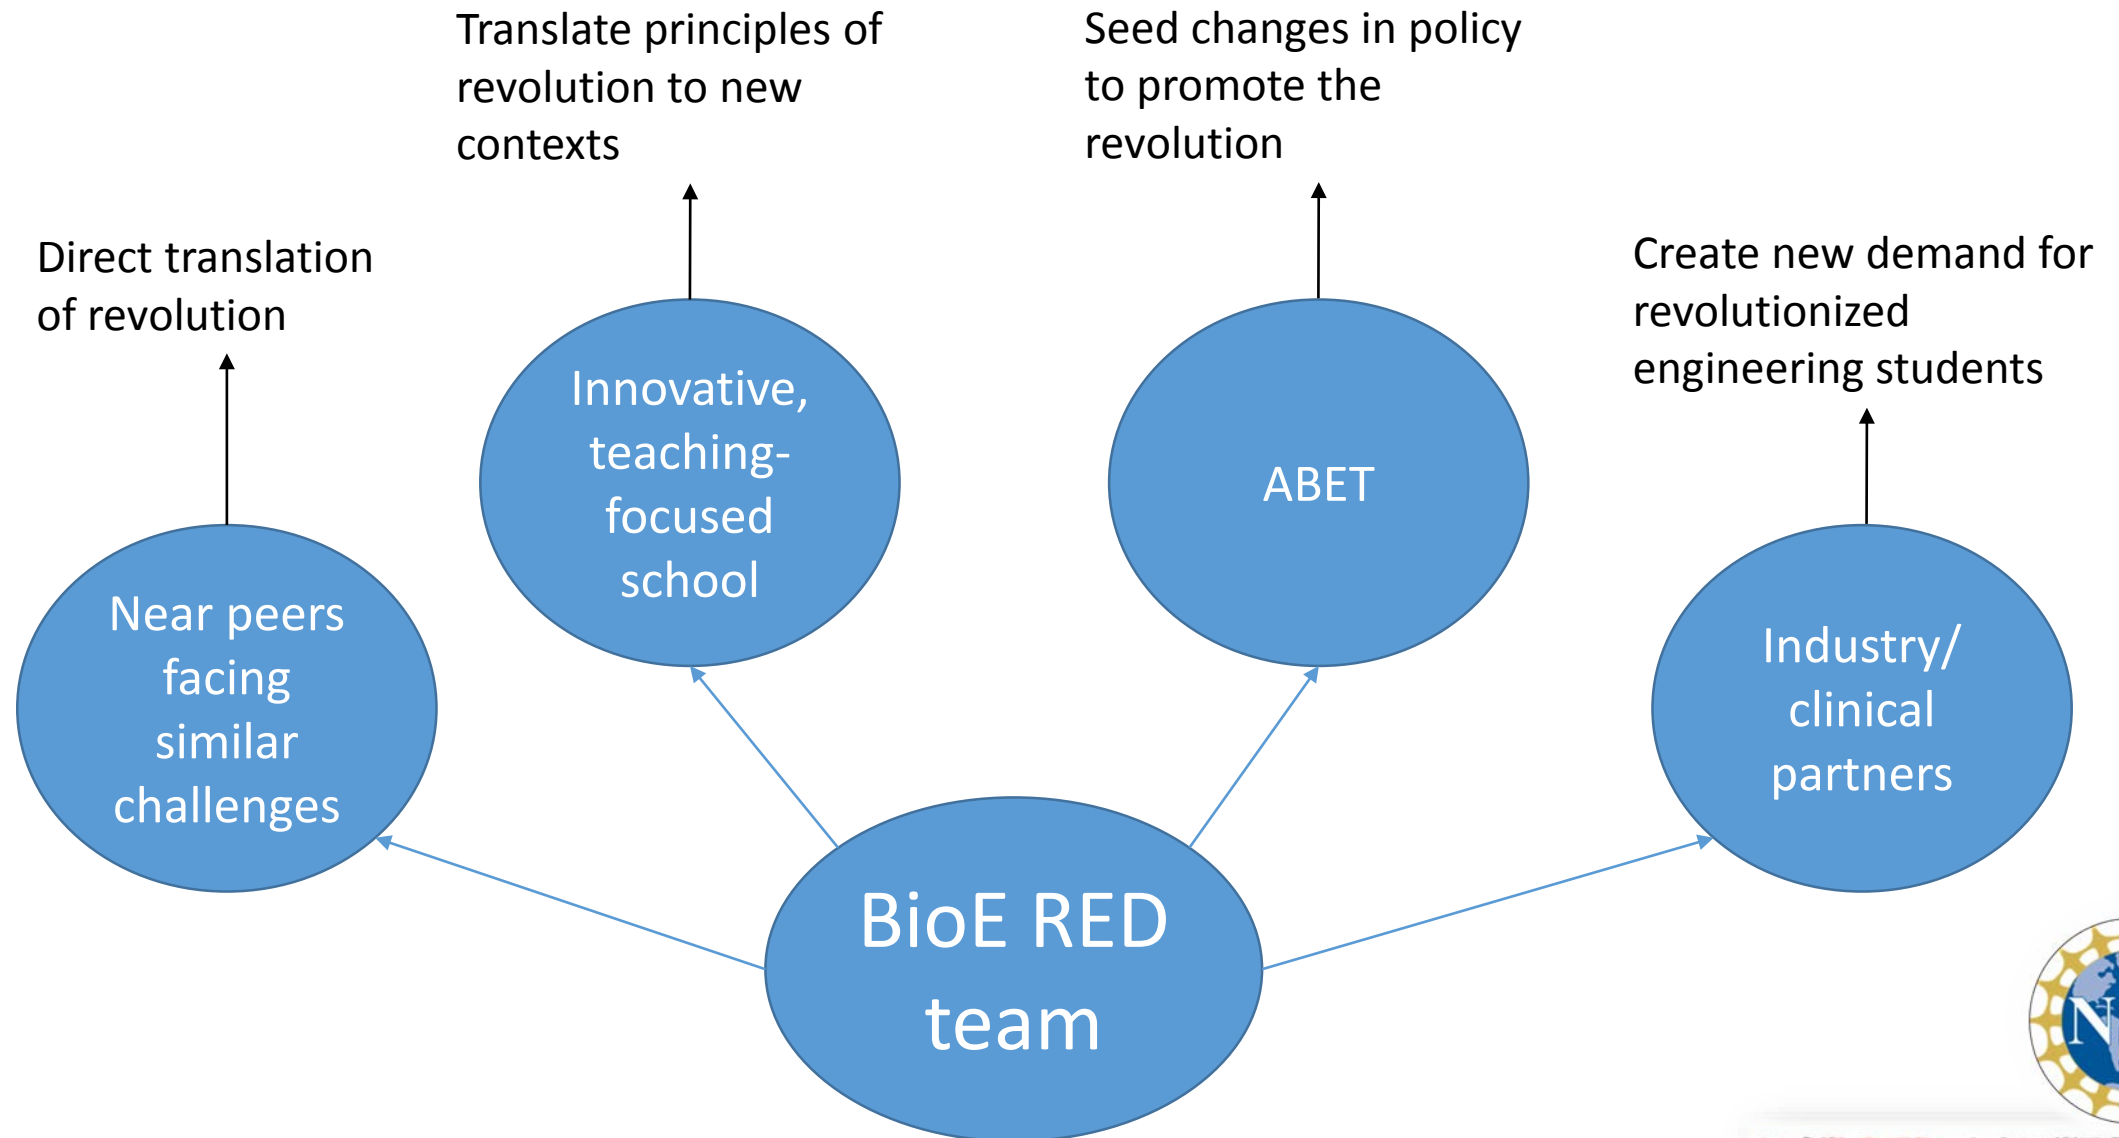 Translate principles of
revolution to new
contexts
Seed changes in policy
to promote the
revolution
Direct translation
of revolution
Create new demand for
revolutionized
engineering students
Innovative,
teaching-
focused
school
ABET
Near peers
facing
similar
challenges
Industry/
clinical
partners
BioE RED
team
N